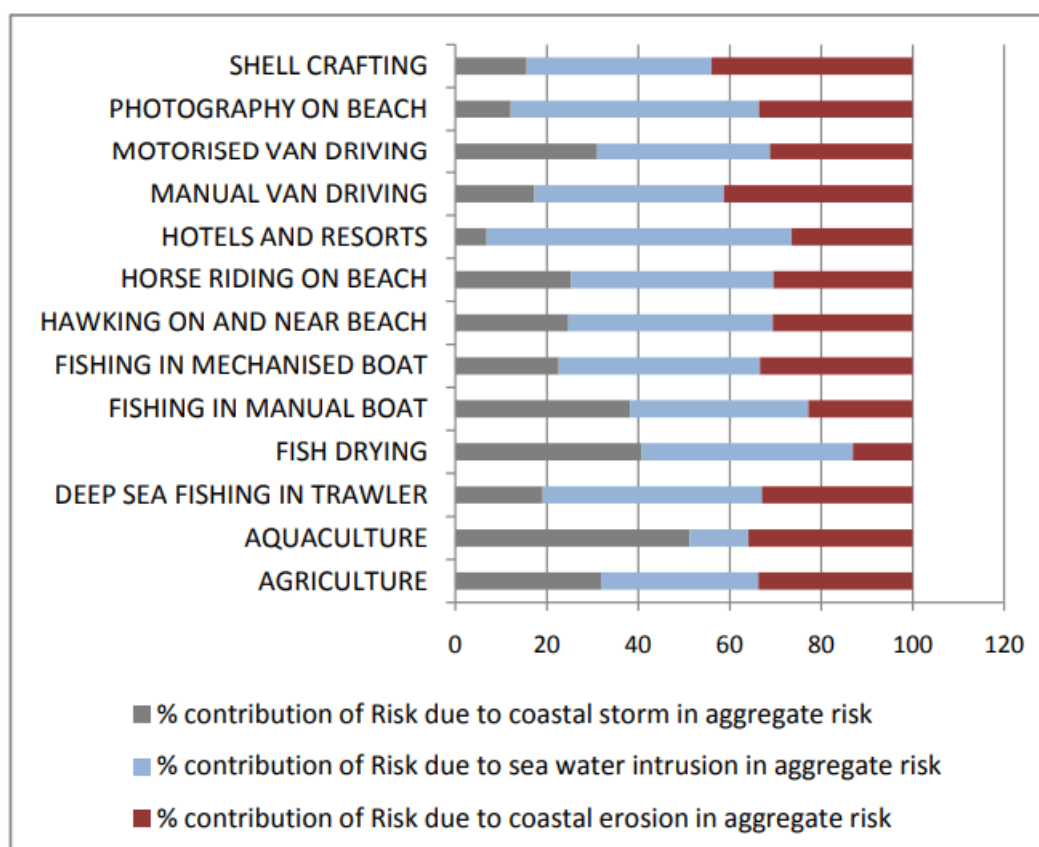 SHELL CRAFTING
PHOTOGRAPHY ON BEACH
MOTORISED VAN DRIVING
MANUAL VAN DRIVING
HOTELS AND RESORTS
HORSE RIDING ON BEACH
HAWKING ON AND NEAR BEACH
FISHING IN MECHANISED BOAT
FISHING IN MANUAL BOAT
FISH DRYING
DEEP SEA FISHING IN TRAWLER
AQUACULTURE
AGRICULTURE
0 20 40 60 80 100 120
% contribution of Risk due to coastal storm in aggregate risk
% contribution of Risk due to sea water intrusion in aggregate risk
% contribution of Risk due to coastal erosion in aggregate risk